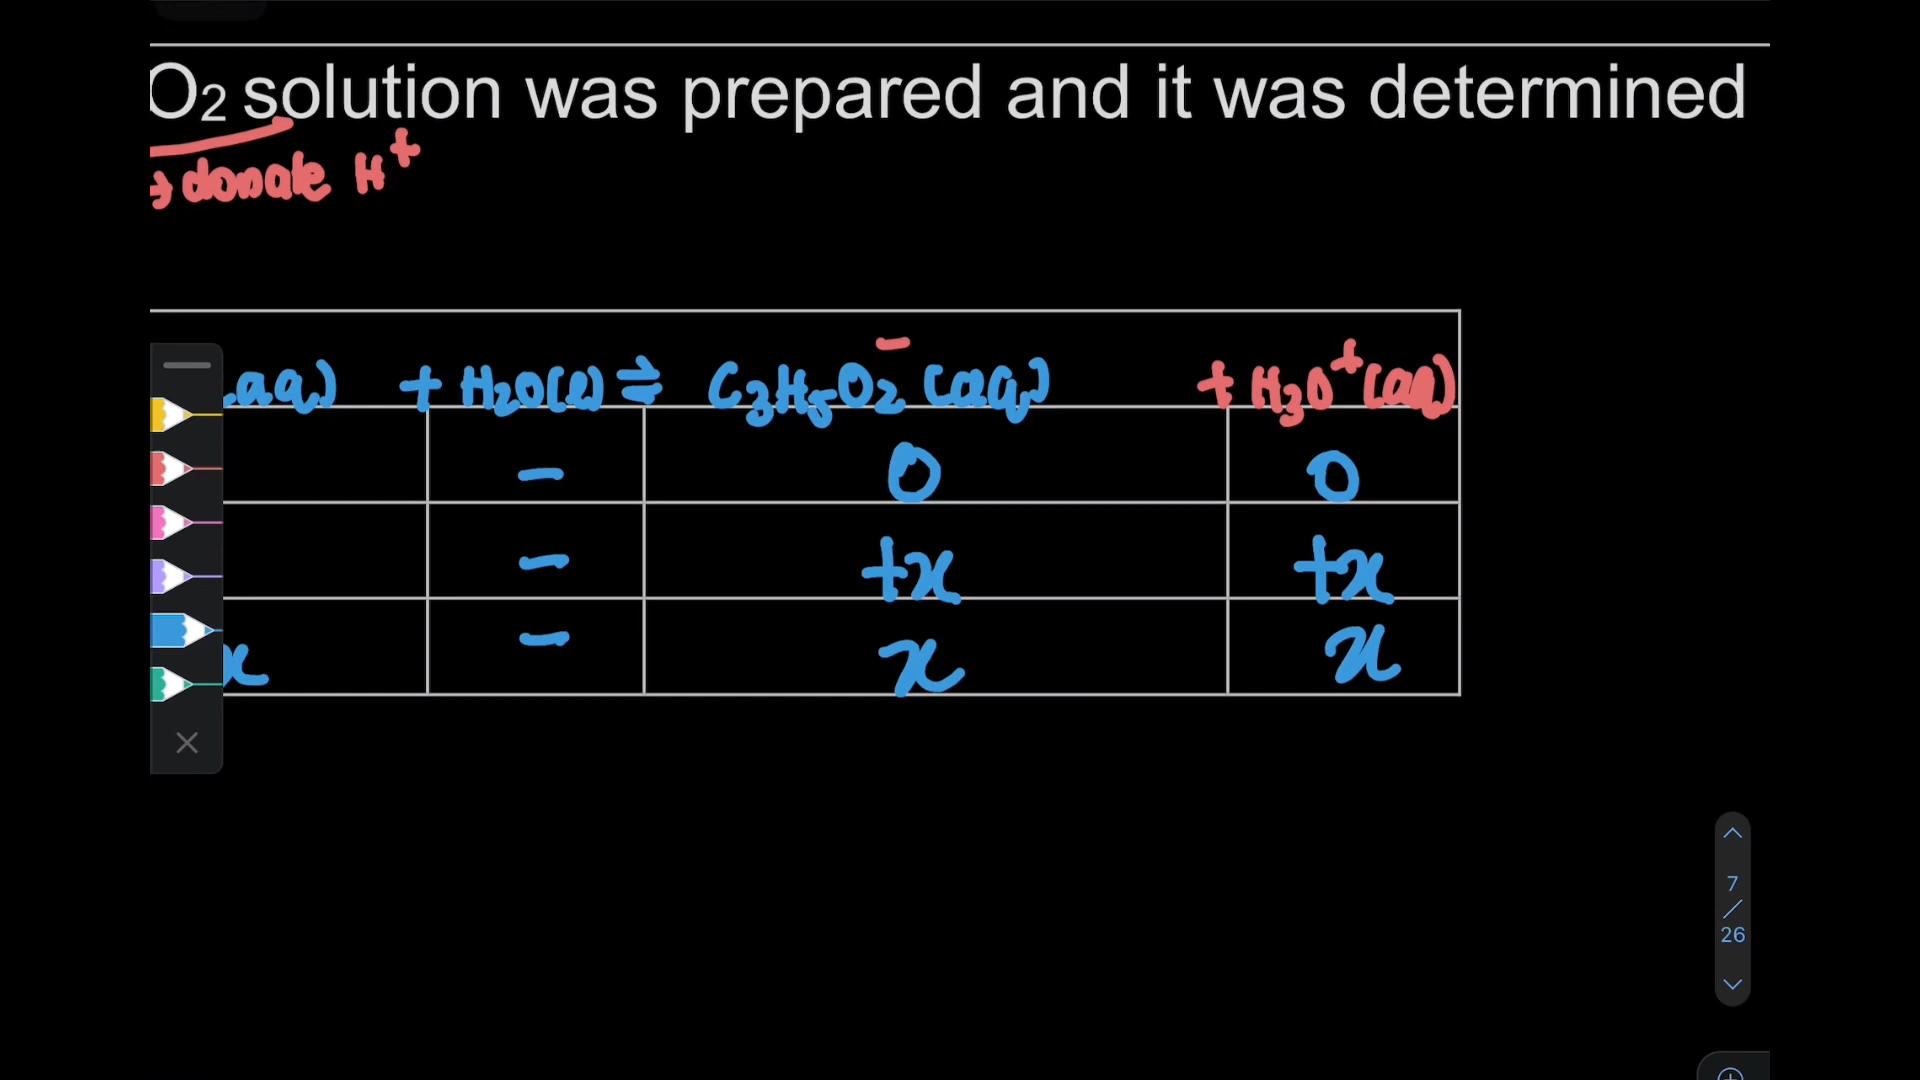 O₂ solution was prepared and it was determined
→ donate H⁺
aq) + H₂O(l) ⇌ C₃H₅O₂⁻ (aq) + H₃O⁺(aq)
− 0 0
− +x +x
x − x x
7
/
26